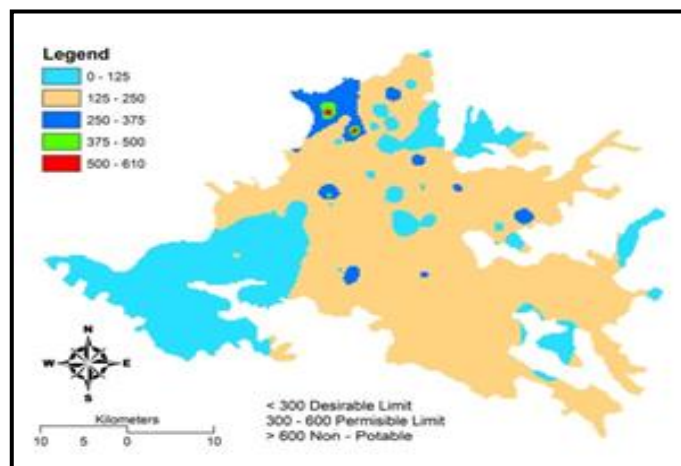 Legend
0 - 125
125 - 250
250 - 375
375 - 500
500 - 610
N
W E
S
Kilometers
10 5 0 10
< 300 Desirable Limit
300 - 600 Permisible Limit
> 600 Non - Potable